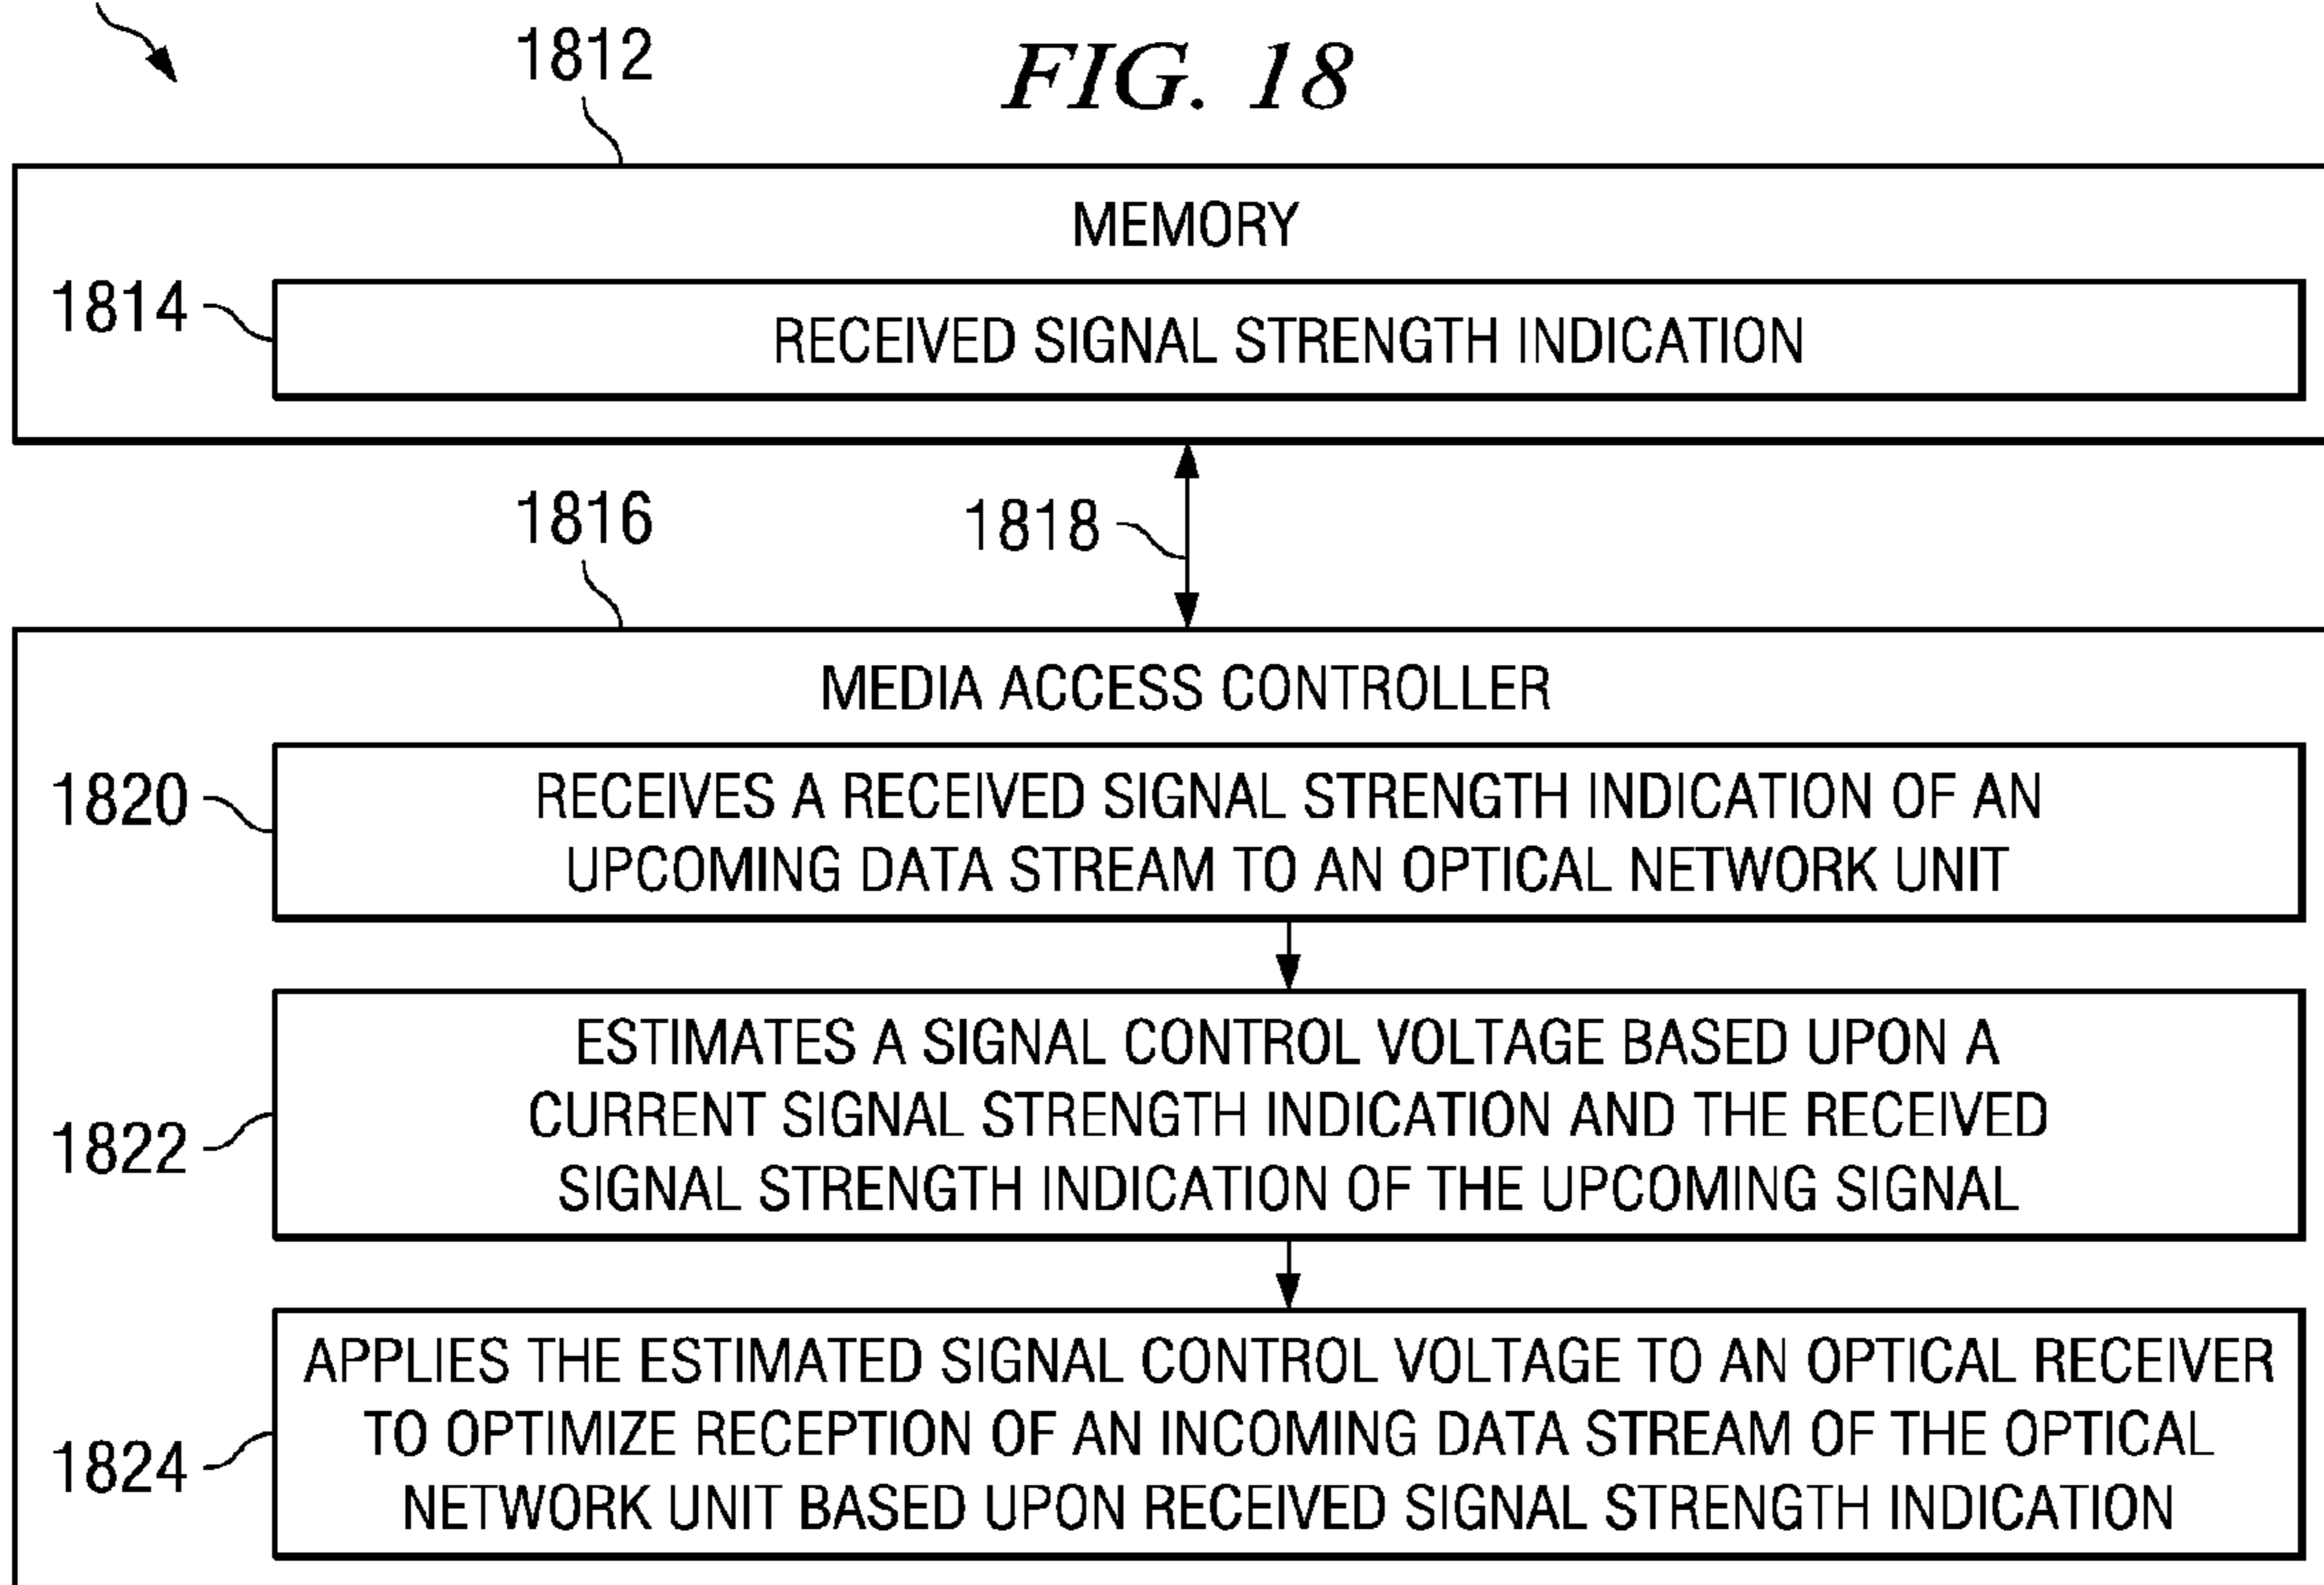 1812
FIG. 18
MEMORY
1814
RECEIVED SIGNAL STRENGTH INDICATION
1816
1818
MEDIA ACCESS CONTROLLER
1820
RECEIVES A RECEIVED SIGNAL STRENGTH INDICATION OF AN
UPCOMING DATA STREAM TO AN OPTICAL NETWORK UNIT
1822
ESTIMATES A SIGNAL CONTROL VOLTAGE BASED UPON A
CURRENT SIGNAL STRENGTH INDICATION AND THE RECEIVED
SIGNAL STRENGTH INDICATION OF THE UPCOMING SIGNAL
1824
APPLIES THE ESTIMATED SIGNAL CONTROL VOLTAGE TO AN OPTICAL RECEIVER
TO OPTIMIZE RECEPTION OF AN INCOMING DATA STREAM OF THE OPTICAL
NETWORK UNIT BASED UPON RECEIVED SIGNAL STRENGTH INDICATION